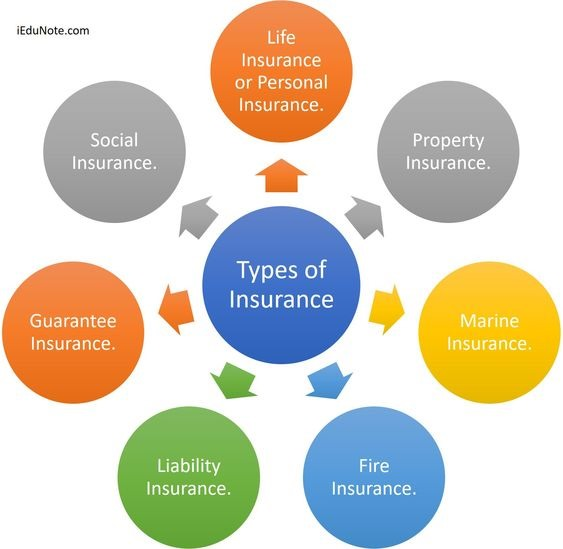 iEduNote.com
Life
Insurance
or Personal
Insurance.
Property
Insurance.
Marine
Insurance.
Fire
Insurance.
Liability
Insurance.
Guarantee
Insurance.
Social
Insurance.
Types of
Insurance